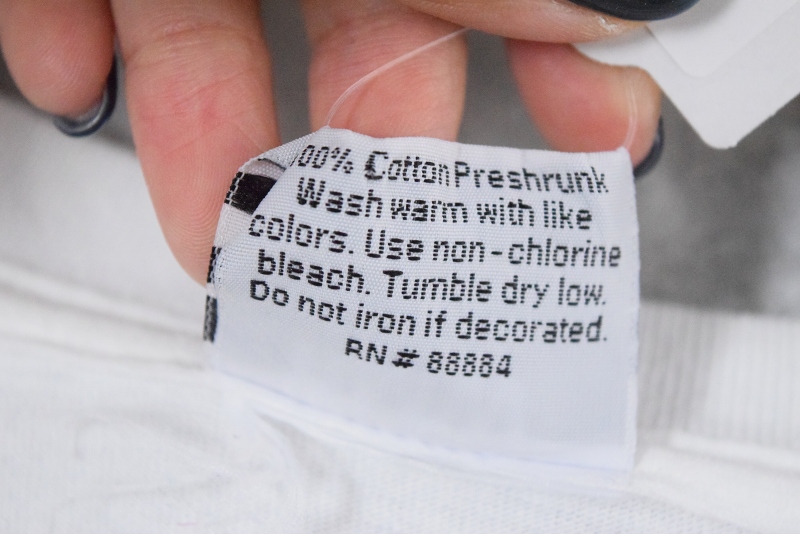 00% Cotton Preshrunk
Wash warm with like
colors. Use non-chlorine
bleach. Tumble dry low.
Do not iron if decorated.
RN# 88884